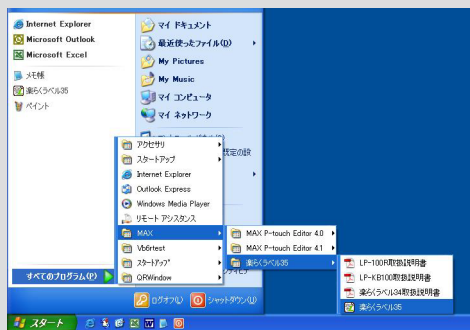 Internet Explorer
Microsoft Outlook
Microsoft Excel
メモ帳
楽らくラベル35
ペイント
すべてのプログラム(P)
マイ ドキュメント
最近使ったファイル(D)
My Pictures
My Music
マイ コンピュータ
マイ ネットワーク
既定の設
アクセサリ
スタートアップ
Internet Explorer
Outlook Express
Windows Media Player
リモート アシスタンス
MAX
Vb6rtest
スタートアップ
QRWindow
MAX P-touch Editor 4.0
MAX P-touch Editor 4.1
楽らくラベル35
LP-100R取扱説明書
LP-KB100取扱説明書
楽らくラベル34取扱説明書
楽らくラベル35
ログオフ(L)
シャットダウン(U)
スタート